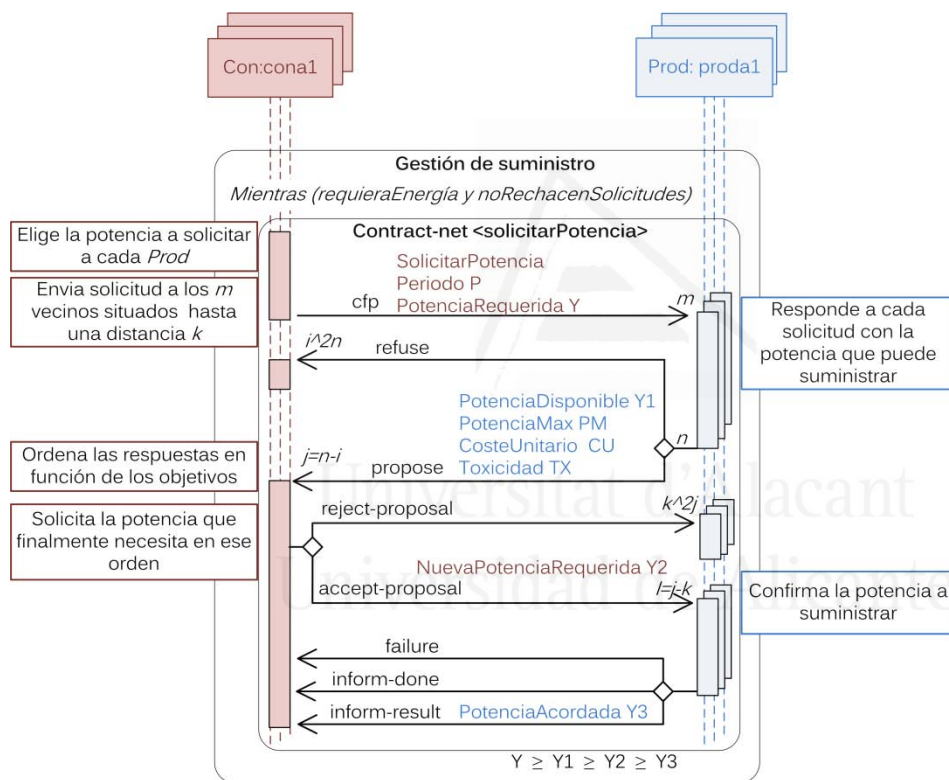 Con:cona1
Prod: proda1
Gestión de suministro
Mientras (requieraEnergía y noRechacenSolicitudes)
Contract-net <solicitarPotencia>
Elige la potencia a solicitar
a cada Prod
Envia solicitud a los m
vecinos situados hasta
una distancia k
SolicitarPotencia
Periodo P
PotenciaRequerida Y
cfp
m
Responde a cada
solicitud con la
potencia que puede
suministrar
i^2n
refuse
PotenciaDisponible Y1
PotenciaMax PM
CosteUnitario CU
Toxicidad TX
n
j=n-i
propose
Ordena las respuestas en
función de los objetivos
Solicita la potencia que
finalmente necesita en ese
orden
reject-proposal
k^2j
NuevaPotenciaRequerida Y2
accept-proposal
l=j-k
Confirma la potencia a
suministrar
failure
inform-done
inform-result
PotenciaAcordada Y3
Y ≥ Y1 ≥ Y2 ≥ Y3
Universitat d'Alacant
Universidad de Alicante